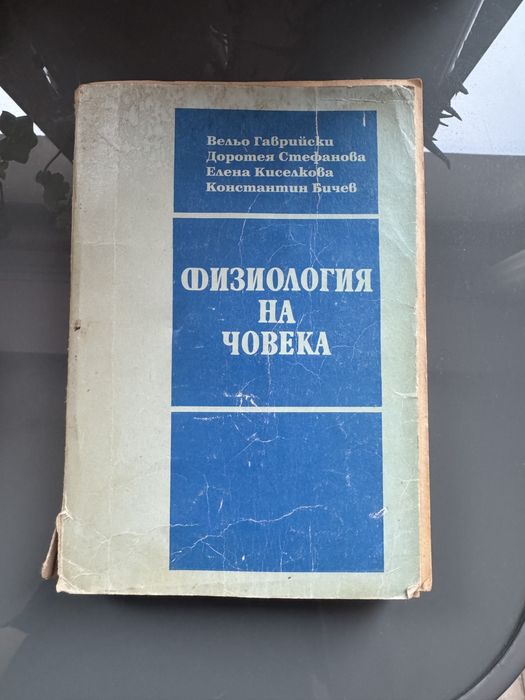 Вельо Гаврийски
Доротея Стефанова
Елена Киселкова
Константин Бичев
ФИЗИОЛОГИЯ
НА
ЧОВЕКА